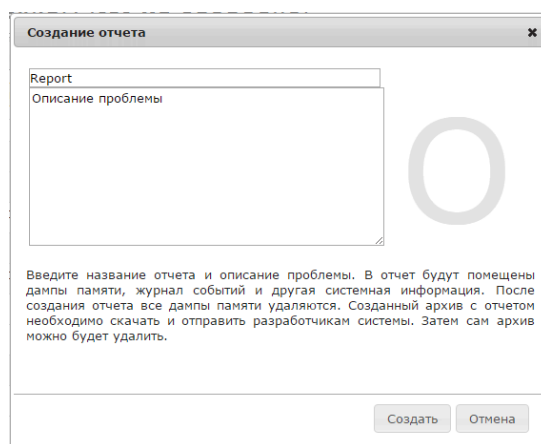 Создание отчета
Report
Описание проблемы
O
Введите название отчета и описание проблемы. В отчет будут помещены
дампы памяти, журнал событий и другая системная информация. После
создания отчета все дампы памяти удаляются. Созданный архив с отчетом
необходимо скачать и отправить разработчикам системы. Затем сам архив
можно будет удалить.
Создать Отмена